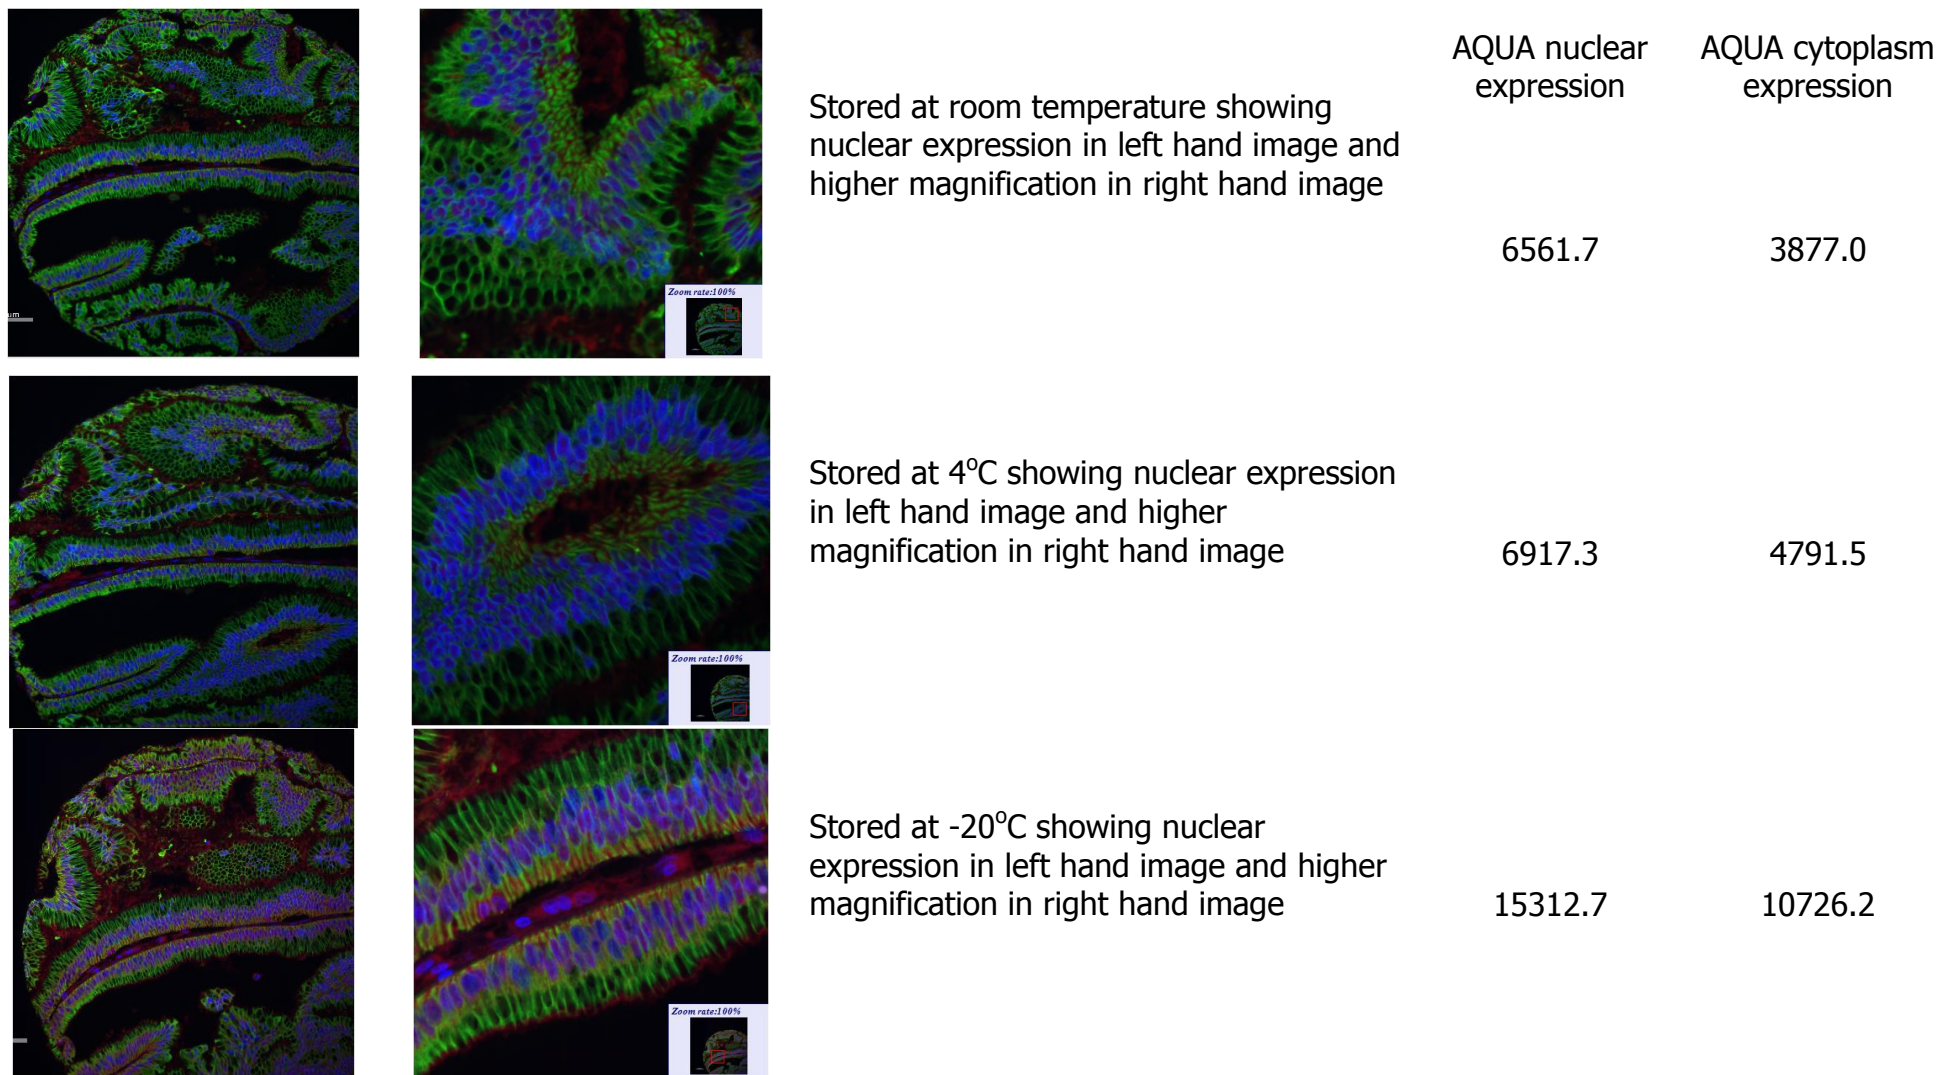 AQUA nuclear
expression
AQUA cytoplasm
expression
Stored at room temperature showing
nuclear expression in left hand image and
higher magnification in right hand image
6561.7
3877.0
um
Zoom rate:100%
Stored at 4°C showing nuclear expression
in left hand image and higher
magnification in right hand image
6917.3
4791.5
Zoom rate:100%
Stored at -20°C showing nuclear
expression in left hand image and higher
magnification in right hand image
15312.7
10726.2
Zoom rate:100%